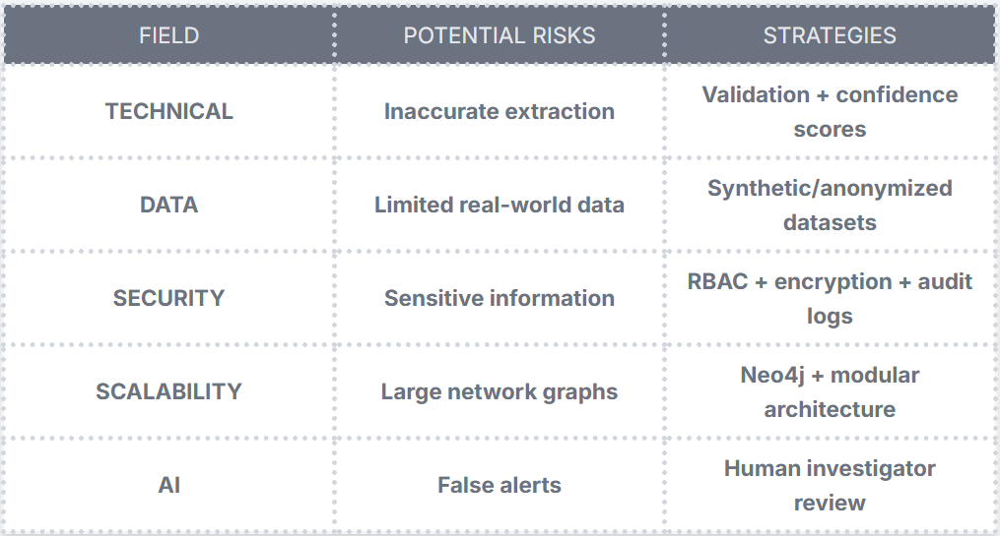 FIELD
POTENTIAL RISKS
STRATEGIES
TECHNICAL
Inaccurate extraction
Validation + confidence
scores
DATA
Limited real-world data
Synthetic/anonymized
datasets
SECURITY
Sensitive information
RBAC + encryption + audit
logs
SCALABILITY
Large network graphs
Neo4j + modular
architecture
AI
False alerts
Human investigator
review